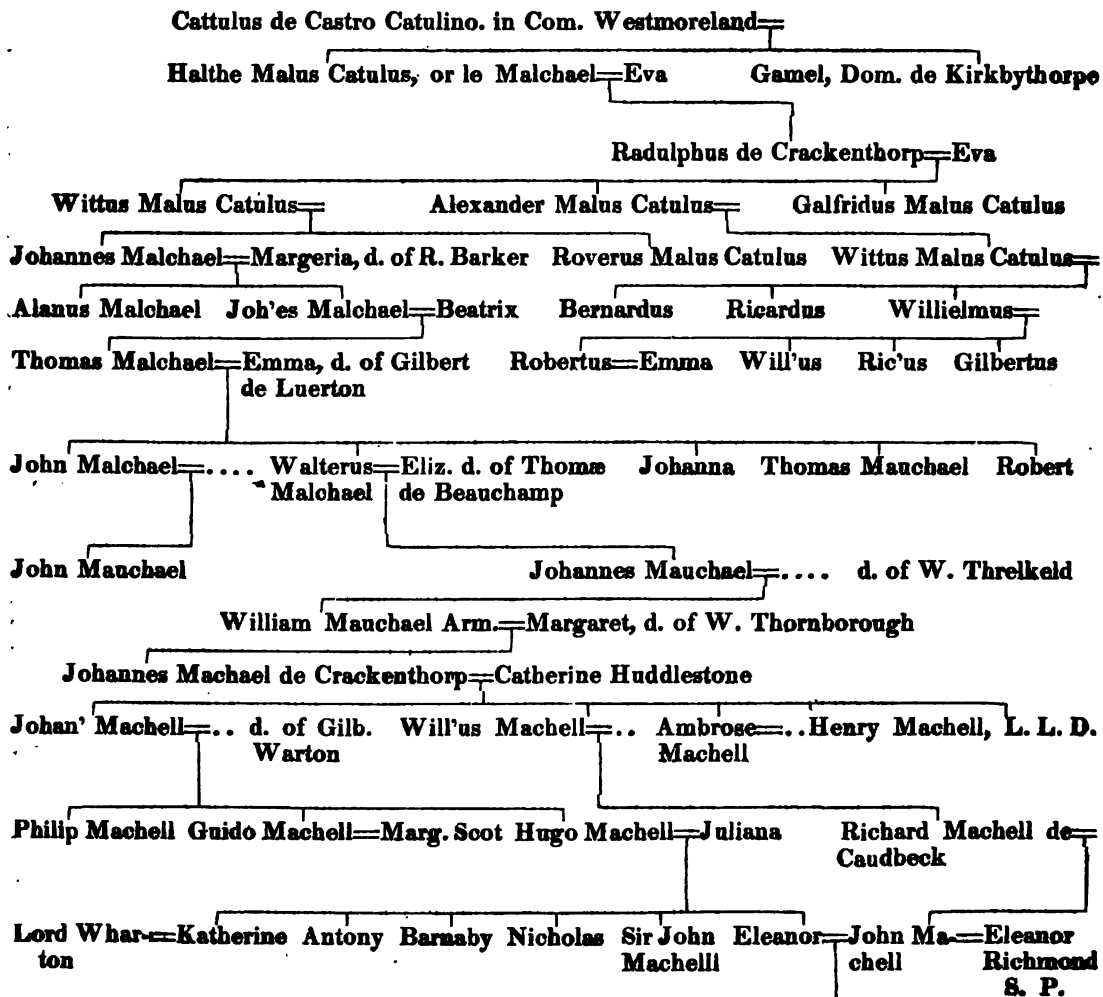 Cattulus de Castro Catulino. in Com. Westmoreland
Halthe Malus Catulus, or le Malchael=Eva Gamel, Dom. de Kirkbythorpe
Radulphus de Crackenthorp=Eva
Wittus Malus Catulus= Alexander Malus Catulus= Galfridus Malus Catulus
Johannes Malchael=Margeria, d. of R. Barker Roverus Malus Catulus Wittus Malus Catulus=
Alanus Malchael Joh'es Malchael=Beatrix Bernardus Ricardus Willielmus=
Thomas Malchael=Emma, d. of Gilbert Robertus=Emma Will'us Ric'us Gilbertus
de Luerton
John Malchael=.... Walterus=Eliz. d. of Thomæ Johanna Thomas Mauchael Robert
Malchael de Beauchamp
John Mauchael Johannes Mauchael=.... d. of W. Threlkeld
William Mauchael Arm.=Margaret, d. of W. Thornborough
Johannes Machael de Crackenthorp=Catherine Huddlestone
Johan' Machell=.. d. of Gilb. Will'us Machell=.. Ambrose=..Henry Machell, L. L. D.
Warton Machell
Philip Machell Guido Machell=Marg. Scot Hugo Machell=Juliana Richard Machell de=
Caudbeck
Lord Whar-=Katherine Antony Barnaby Nicholas Sir John Eleanor=John Ma-=Eleanor
ton Machelli chell Richmond
S. P.